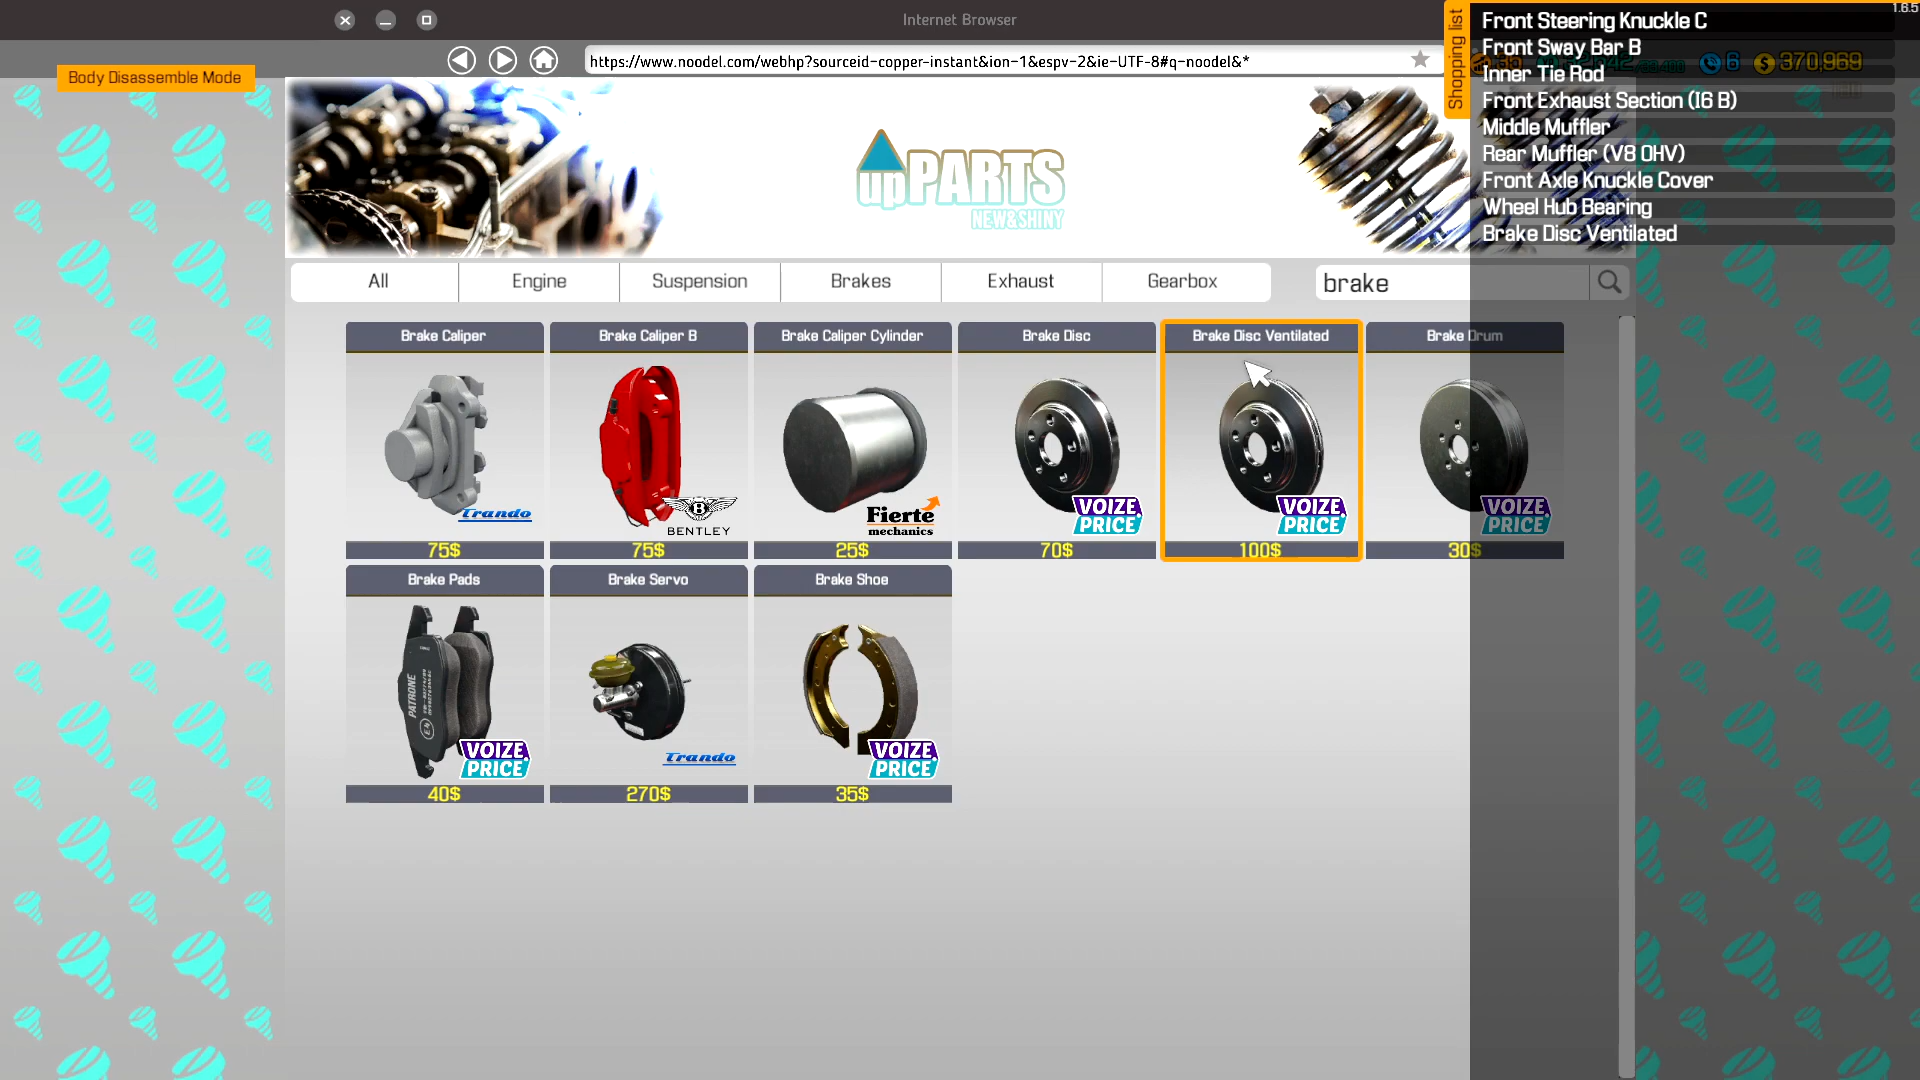 Internet Browser
1.6.5
https://www.noodel.com/webhp?sourceid-copper-instant&ion-1&espv-2&ie-UTF-8#q-noodel&*
Body Disassemble Mode
Shopping list
Front Steering Knuckle C
Front Sway Bar B
Inner Tie Rod
Front Exhaust Section (I6 B)
Middle Muffler
Rear Muffler (V8 OHV)
Front Axle Knuckle Cover
Wheel Hub Bearing
Brake Disc Ventilated
6
370,969
upPARTS
NEW&SHINY
All
Engine
Suspension
Brakes
Exhaust
Gearbox
brake
Brake Caliper
Trando
75$
Brake Caliper B
BENTLEY
75$
Brake Caliper Cylinder
Fierte
mechanics
25$
Brake Disc
VOIZE
PRICE
70$
Brake Disc Ventilated
VOIZE
PRICE
100$
Brake Drum
VOIZE
PRICE
30$
Brake Pads
PATRONE
VOIZE
PRICE
40$
Brake Servo
Trando
270$
Brake Shoe
VOIZE
PRICE
35$